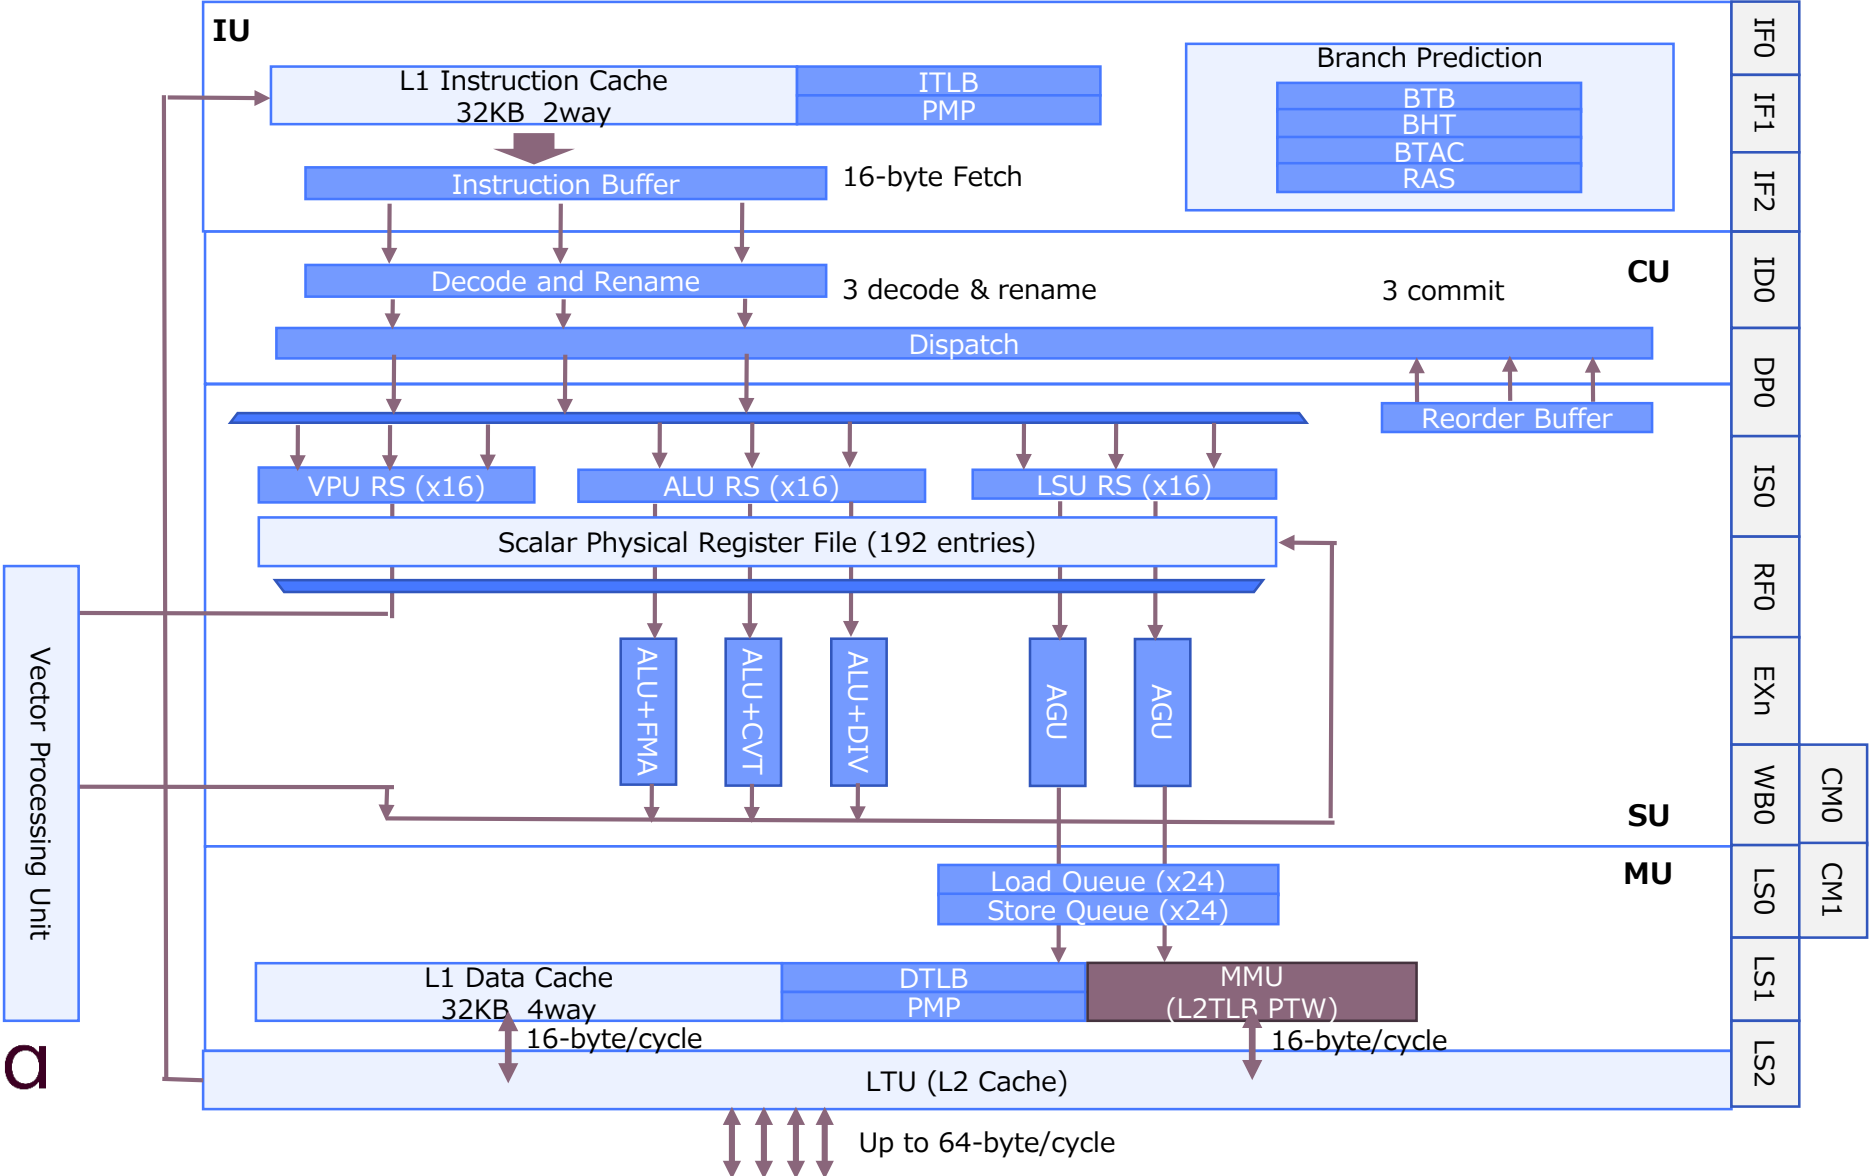 IU
L1 Instruction Cache
32KB 2way
ITLB
PMP
Branch Prediction
BTB
BHT
BTAC
RAS
Instruction Buffer
16-byte Fetch
CU
Decode and Rename
3 decode & rename
3 commit
Dispatch
Reorder Buffer
VPU RS (x16)
ALU RS (x16)
LSU RS (x16)
Scalar Physical Register File (192 entries)
Vector Processing Unit
ALU+FMA
ALU+CVT
ALU+DIV
AGU
AGU
SU
MU
Load Queue (x24)
Store Queue (x24)
L1 Data Cache
32KB 4way
DTLB
PMP
MMU
(L2TLB PTW)
16-byte/cycle
16-byte/cycle
LTU (L2 Cache)
Up to 64-byte/cycle
a
IF0
IF1
IF2
ID0
DP0
IS0
RF0
EXn
WB0
CM0
LS0
CM1
LS1
LS2